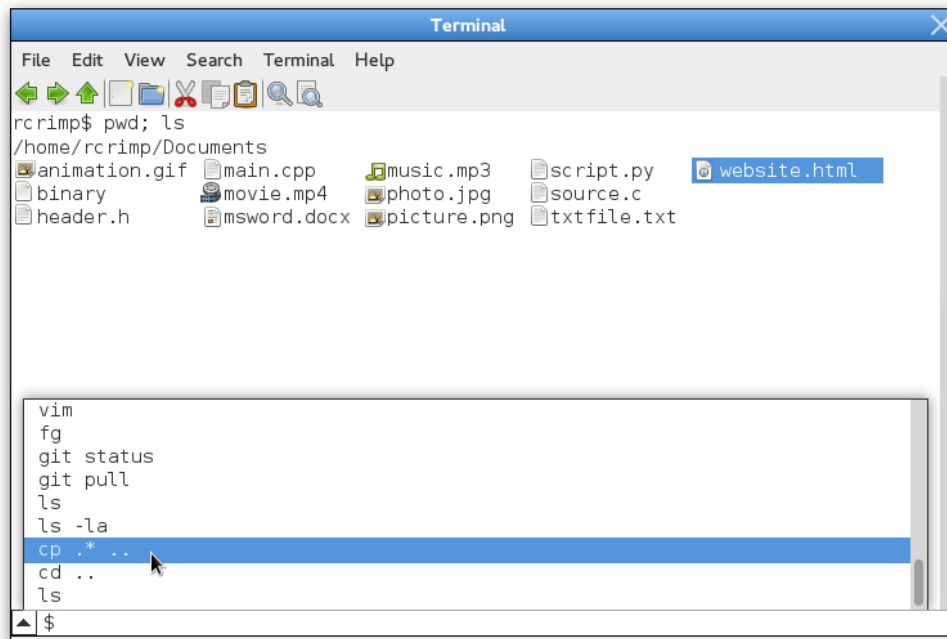 Terminal
File Edit View Search Terminal Help
rcrimp$ pwd; ls
/home/rcrimp/Documents
animation.gif main.cpp music.mp3 script.py website.html
binary movie.mp4 photo.jpg source.c
header.h msword.docx picture.png txtfile.txt
vim
fg
git status
git pull
ls
ls -la
cp .* ..
cd ..
ls
$